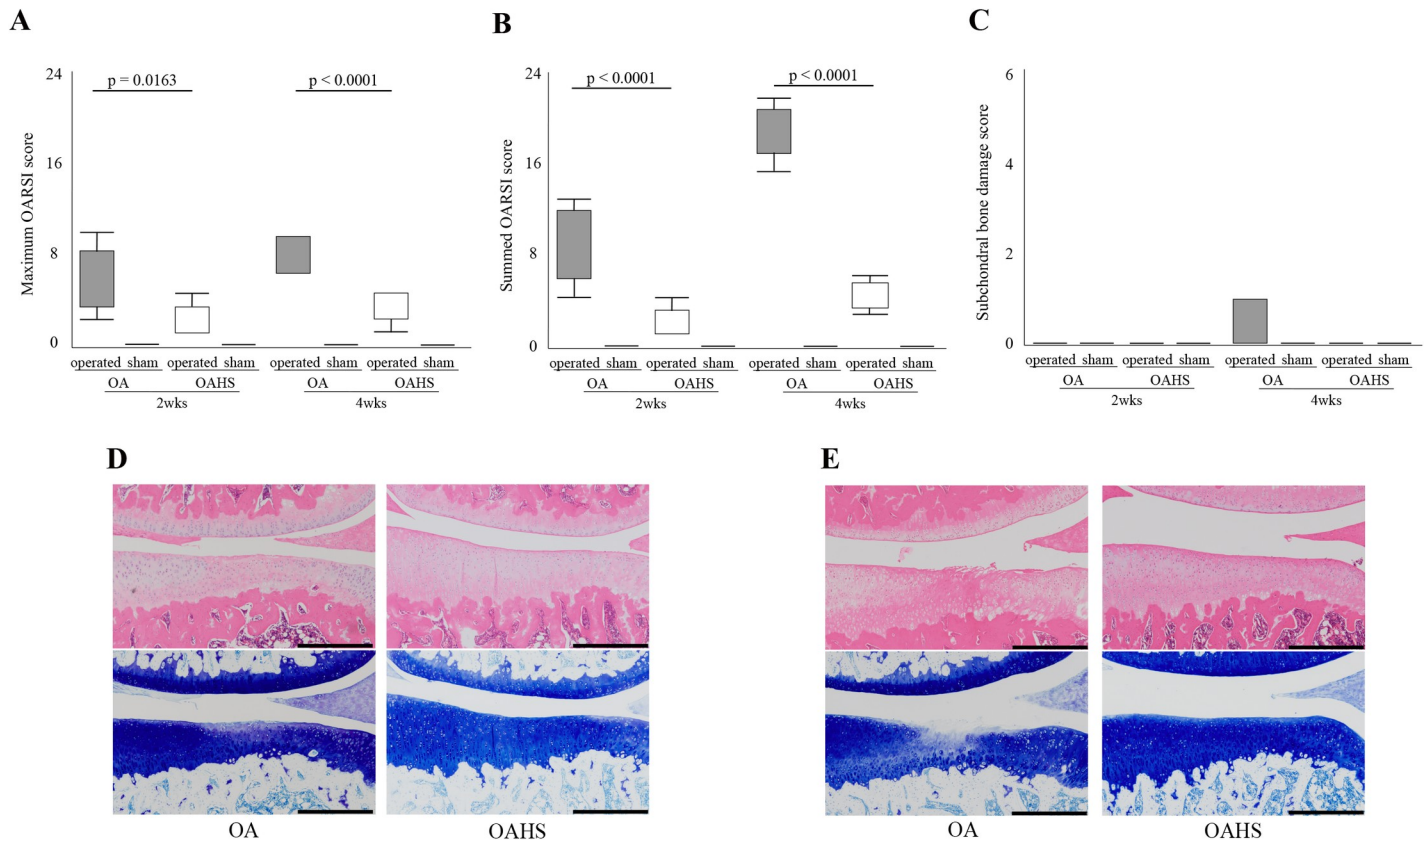 A
B
C
Maximum OARSI score
24
16
8
0
p = 0.0163
p < 0.0001
operated sham operated sham operated sham operated sham
OA OAHS OA OAHS
2wks 4wks
Summed OARSI score
24
16
8
0
p < 0.0001
p < 0.0001
operated sham operated sham operated sham operated sham
OA OAHS OA OAHS
2wks 4wks
Subchondral bone damage score
6
4
2
0
operated sham operated sham operated sham operated sham
OA OAHS OA OAHS
2wks 4wks
D
OA OAHS
E
OA OAHS